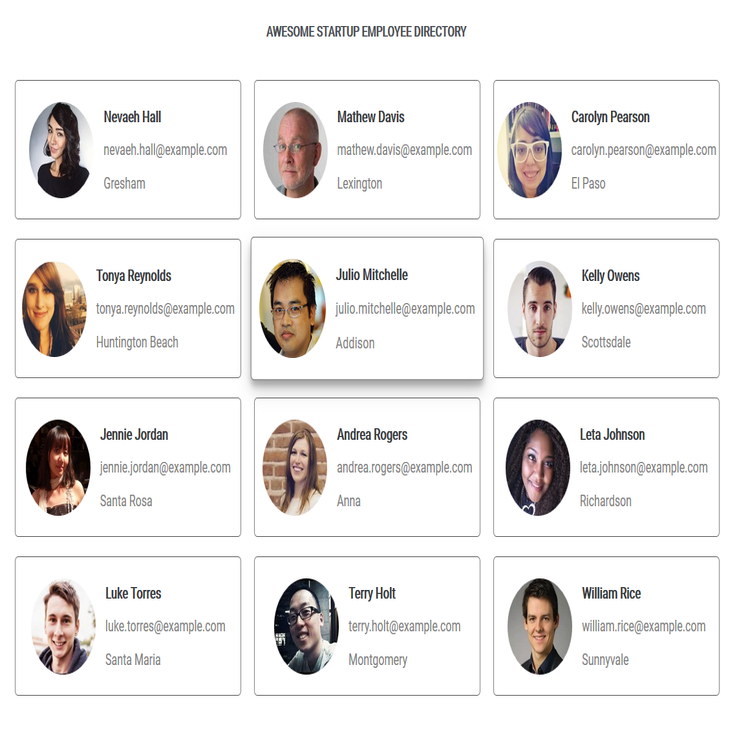 AWESOME STARTUP EMPLOYEE DIRECTORY
Nevaeh Hall
nevaeh.hall@example.com
Gresham
Mathew Davis
mathew.davis@example.com
Lexington
Carolyn Pearson
carolyn.pearson@example.com
El Paso
Tonya Reynolds
tonya.reynolds@example.com
Huntington Beach
Julio Mitchelle
julio.mitchelle@example.com
Addison
Kelly Owens
kelly.owens@example.com
Scottsdale
Jennie Jordan
jennie.jordan@example.com
Santa Rosa
Andrea Rogers
andrea.rogers@example.com
Anna
Leta Johnson
leta.johnson@example.com
Richardson
Luke Torres
luke.torres@example.com
Santa Maria
Terry Holt
terry.holt@example.com
Montgomery
William Rice
william.rice@example.com
Sunnyvale